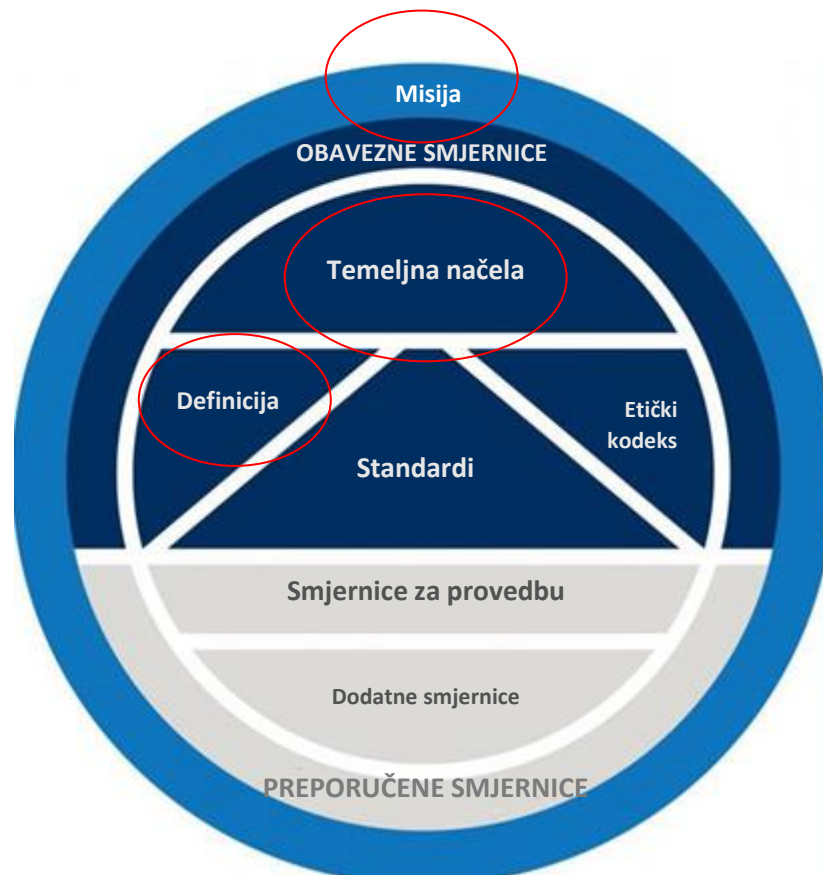 Misija
OBAVEZNE SMJERNICE
Temeljna načela
Definicija
Etički
kodeks
Standardi
Smjernice za provedbu
Dodatne smjernice
PREPORUČENE SMJERNICE